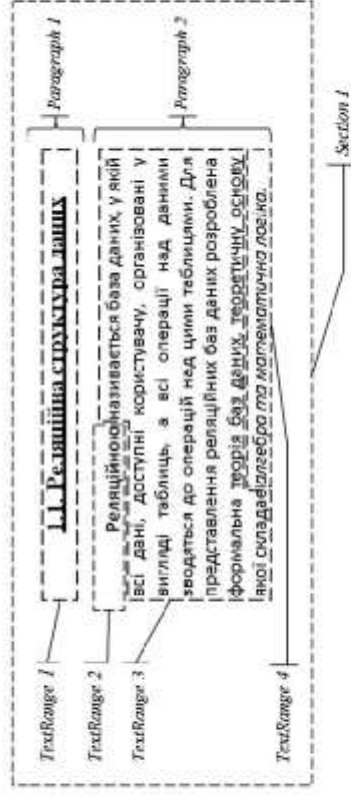 Paragraph 1
Paragraph 2
1.1. Реляційна структура даних
Реляційною називається база даних, у якій
всі дані, доступні користувачу, організовані у
вигляді таблиць, а всі операції над даними
зводяться до операцій над цими таблицями. Для
представлення реляційних баз даних розроблена
формальна теорія баз даних, теоретичну основу
якої складає алгебра та математична логіка.
TextRange 1
TextRange 2
TextRange 3
TextRange 4
Section 1